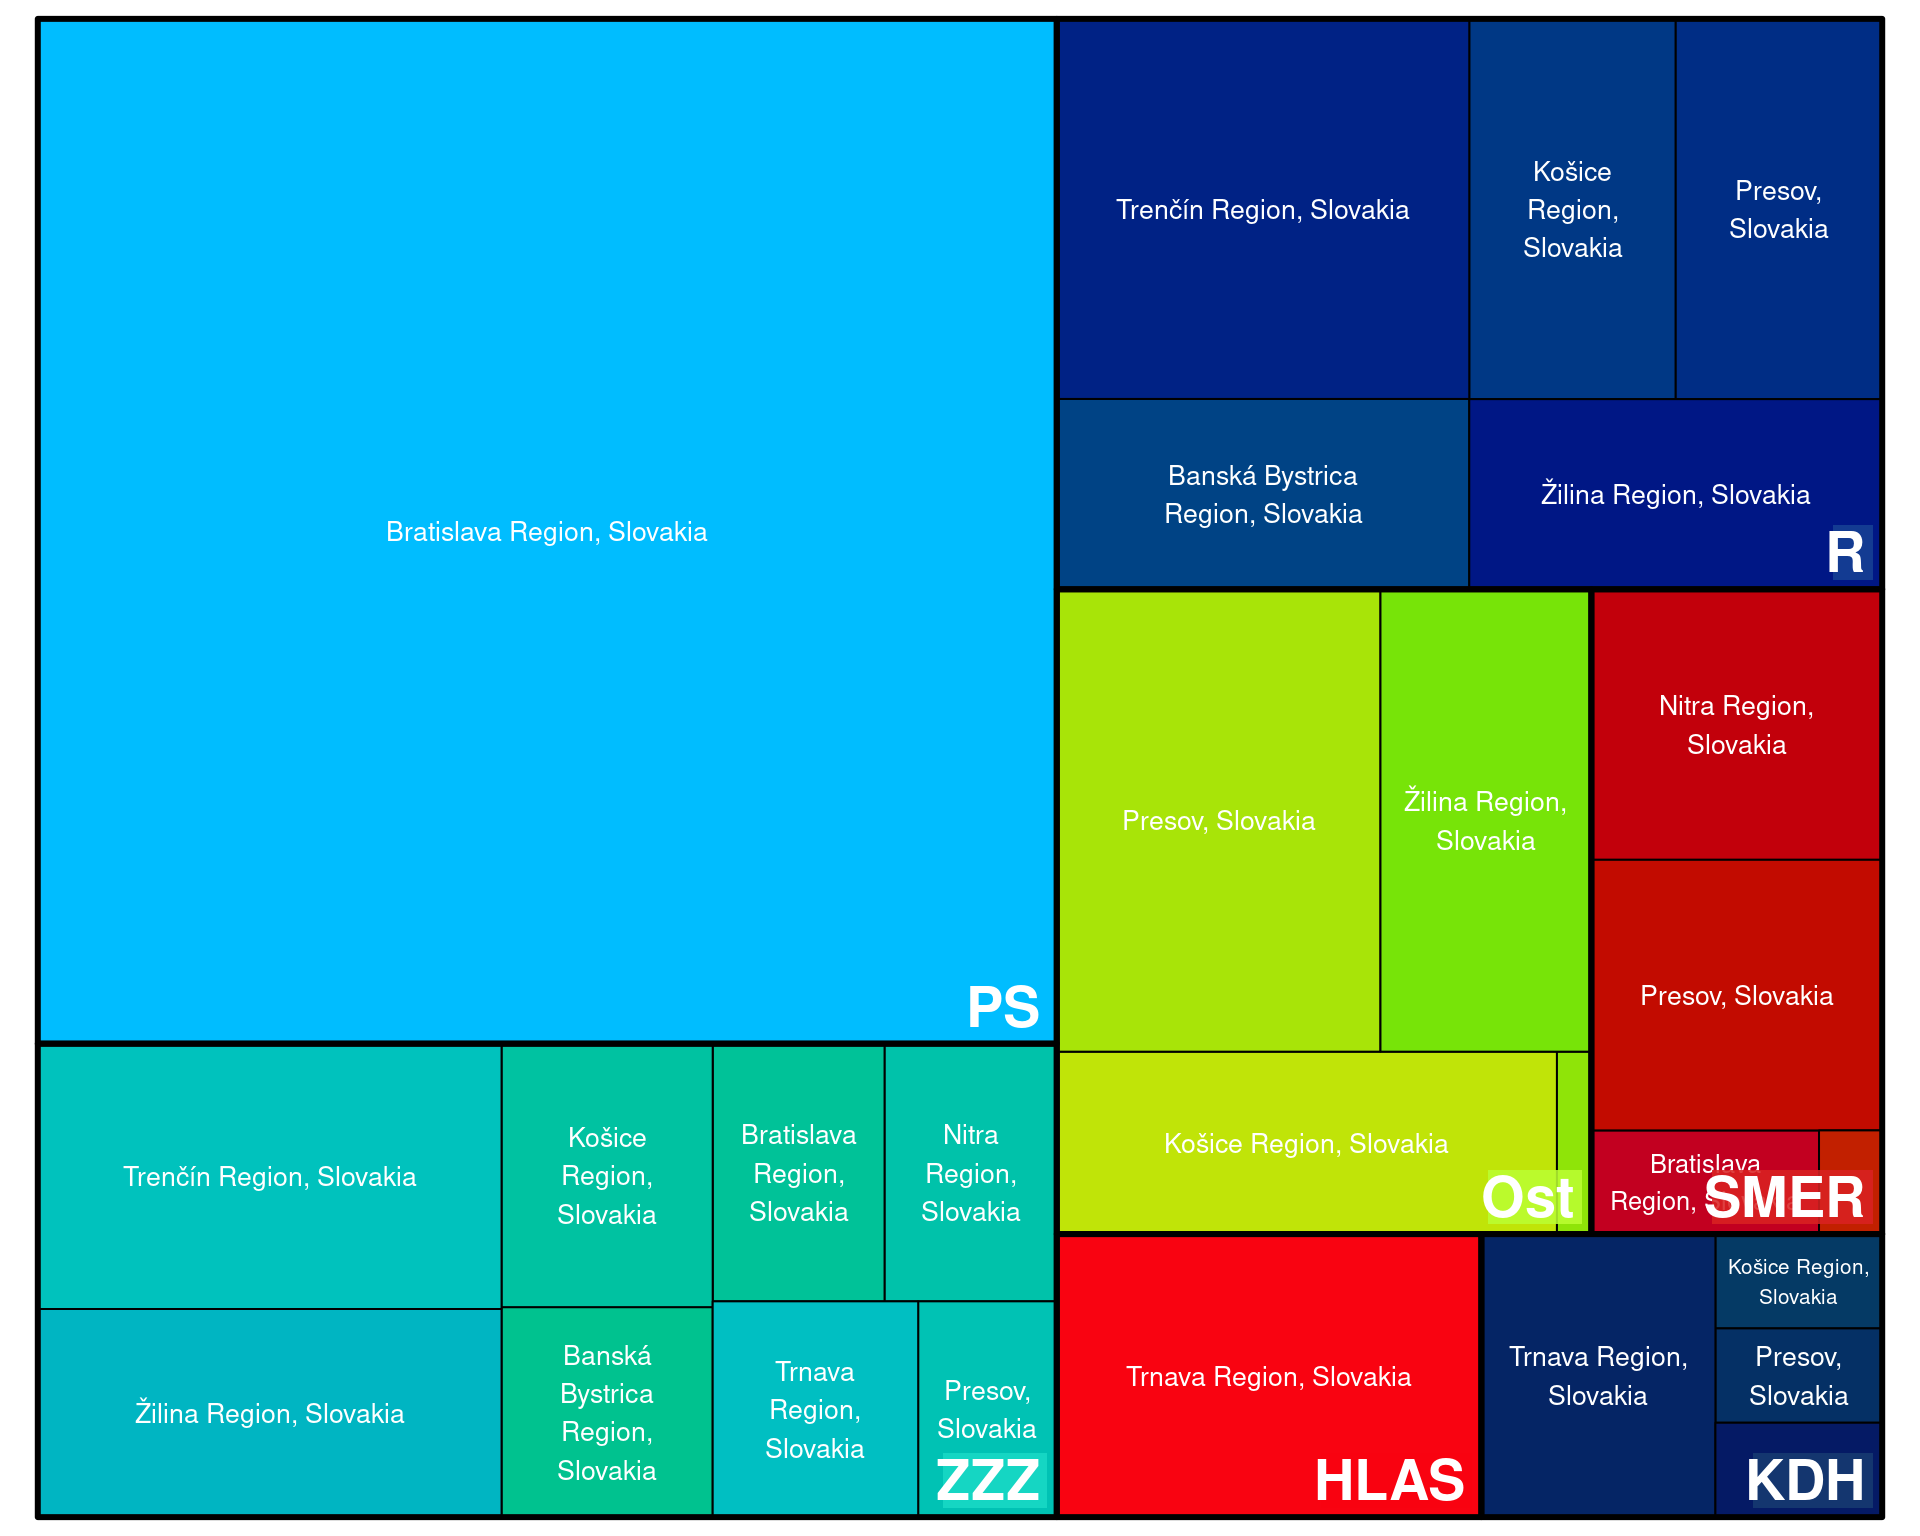 Bratislava Region, Slovakia
PS
Trenčín Region, Slovakia
Košice
Region,
Slovakia
Presov,
Slovakia
Banská Bystrica
Region, Slovakia
Žilina Region, Slovakia
R
Presov, Slovakia
Žilina Region,
Slovakia
Košice Region, Slovakia
Ost
Nitra Region,
Slovakia
Presov, Slovakia
Bratislava
Region,
SMER
Trenčín Region, Slovakia
Košice
Region,
Slovakia
Bratislava
Region,
Slovakia
Nitra
Region,
Slovakia
Žilina Region, Slovakia
Banská
Bystrica
Region,
Slovakia
Trnava
Region,
Slovakia
Presov,
Slovakia
ZZZ
Trnava Region, Slovakia
HLAS
Trnava Region,
Slovakia
Košice Region,
Slovakia
Presov,
Slovakia
KDH